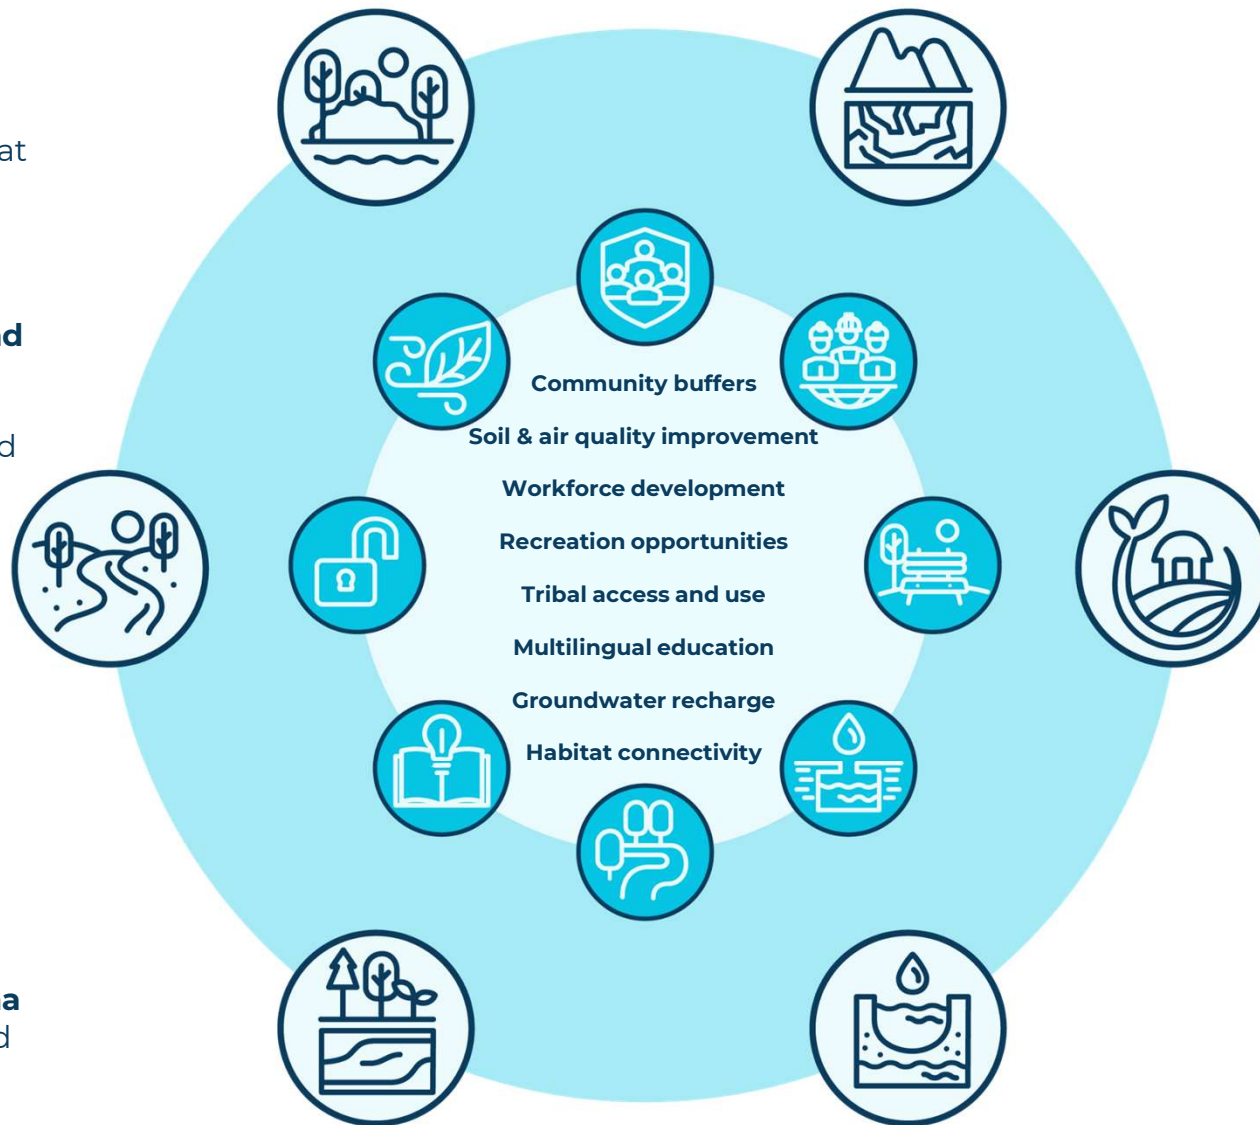 at
d
d
Community buffers
Soil & air quality improvement
Workforce development
Recreation opportunities
Tribal access and use
Multilingual education
Groundwater recharge
Habitat connectivity
a
d